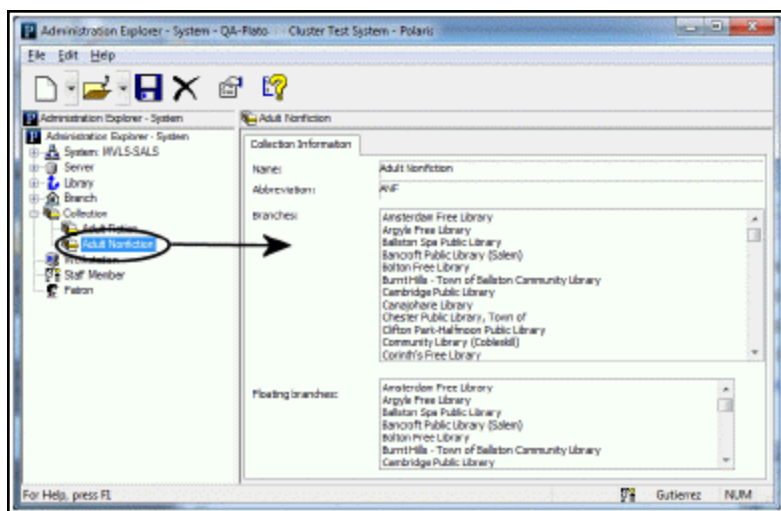 Administration Explorer - System - QA-Plato Cluster Test System - Polaris
File Edit Help
Administration Explorer - System
Adult Nonfiction
Administration Explorer - System
System: MVLS-SALS
Server
Library
Branch
Collection
Adult Fiction
Adult Nonfiction
Workstation
Staff Member
Patron
Collection Information
Name: Adult Nonfiction
Abbreviation: ANF
Branches:
Amsterdam Free Library
Argyle Free Library
Ballston Spa Public Library
Bancroft Public Library (Salem)
Bolton Free Library
Burnt Hills - Town of Ballston Community Library
Cambridge Public Library
Canajoharie Library
Chester Public Library, Town of
Clifton Park-Halfmoon Public Library
Community Library (Cobleskill)
Corinth's Free Library
Floating branches:
Amsterdam Free Library
Argyle Free Library
Ballston Spa Public Library
Bancroft Public Library (Salem)
Bolton Free Library
Burnt Hills - Town of Ballston Community Library
Cambridge Public Library
For Help, press F1
Gutierrez NUM